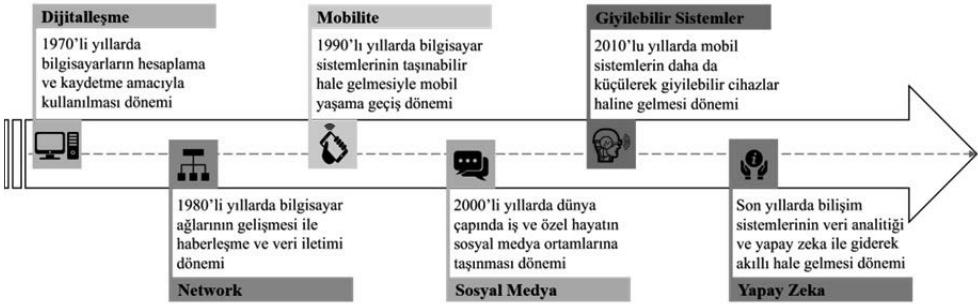 Dijitalleşme
1970’li yıllarda
bilgisayarların hesaplama
ve kaydetme amacıyla
kullanılması dönemi
1980’li yıllarda bilgisayar
ağlarının gelişmesi ile
haberleşme ve veri iletimi
dönemi
Network
Mobilite
1990’lı yıllarda bilgisayar
sistemlerinin taşınabilir
hale gelmesiyle mobil
yaşama geçiş dönemi
2000’li yıllarda dünya
çapında iş ve özel hayatın
sosyal medya ortamlarına
taşınması dönemi
Sosyal Medya
Giyilebilir Sistemler
2010’lu yıllarda mobil
sistemlerin daha da
küçülerek giyilebilir cihazlar
haline gelmesi dönemi
Son yıllarda bilişim
sistemlerinin veri analitiği
ve yapay zeka ile giderek
akıllı hale gelmesi dönemi
Yapay Zeka